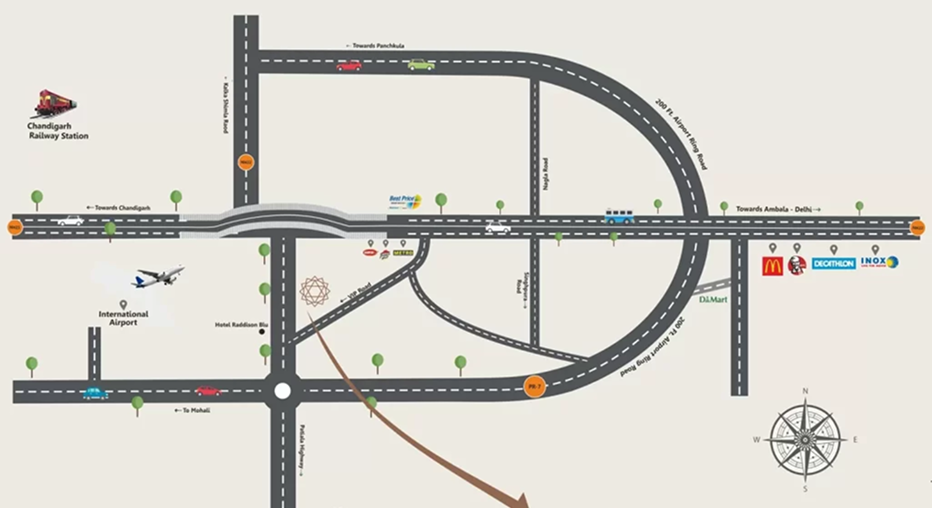 ← Towards Panchkula
← Kalka Shimla Road
200 Ft. Airport Ring Road
Chandigarh
Railway Station
Nagla Road
← Towards Chandigarh
Best Price
Towards Ambala - Delhi →
METRO
DECATHLON
INOX
Singhpura
Road →
← VIP Road
D.Mart
International
Airport
Hotel Raddison Blu
200 Ft. Airport Ring Road
PR-7
← To Mohali
Patiala Highway →
N
W
E
S